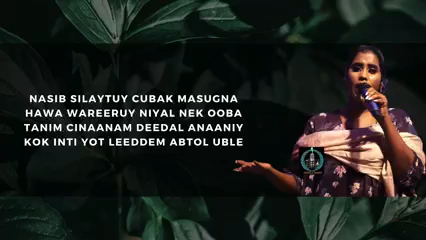 NASIB SILAYTUY CUBAK MASUGNA
HAWA WAREERUY NIYAL NEK OOBA
TANIM CINAANAM DEEDAL ANAANIY
KOK INTI YOT LEEDDEM ABTOL UBLE